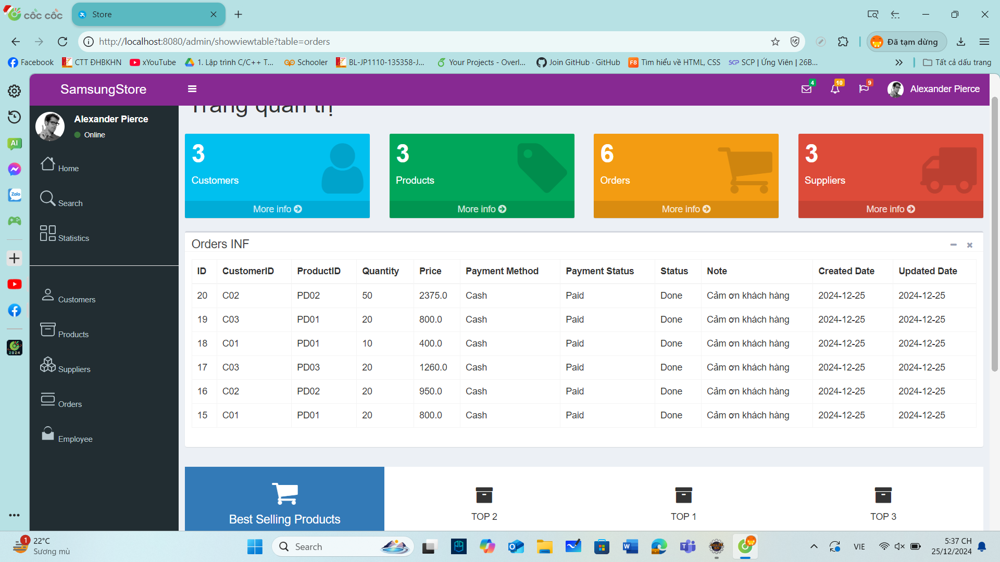 cốc cốc
Store
http://localhost:8080/admin/showviewtable?table=orders
Đã tạm dừng
Facebook
CTT ĐHBKHN
xYouTube
1. Lập trình C/C++ T...
Schooler
BL-JP1110-135358-J...
Your Projects - Overl...
Join GitHub · GitHub
F8 Tìm hiểu về HTML, CSS
SCP SCP | Ứng Viên | 26B...
Tất cả dấu trang
SamsungStore
4
10
9
Alexander Pierce
Trang quản trị
Alexander Pierce
Online
AI
Zalo
2024
Home
Search
Statistics
Customers
Products
Suppliers
Orders
Employee
3
Customers
More info
3
Products
More info
6
Orders
More info
3
Suppliers
More info
Orders INF
ID CustomerID ProductID Quantity Price Payment Method Payment Status Status Note Created Date Updated Date
20 C02 PD02 50 2375.0 Cash Paid Done Cảm ơn khách hàng 2024-12-25 2024-12-25
19 C03 PD01 20 800.0 Cash Paid Done Cảm ơn khách hàng 2024-12-25 2024-12-25
18 C01 PD01 10 400.0 Cash Paid Done Cảm ơn khách hàng 2024-12-25 2024-12-25
17 C03 PD03 20 1260.0 Cash Paid Done Cảm ơn khách hàng 2024-12-25 2024-12-25
16 C02 PD02 20 950.0 Cash Paid Done Cảm ơn khách hàng 2024-12-25 2024-12-25
15 C01 PD01 20 800.0 Cash Paid Done Cảm ơn khách hàng 2024-12-25 2024-12-25
Best Selling Products
TOP 2
TOP 1
TOP 3
1
22°C
Sương mù
Search
VIE
5:37 CH
25/12/2024